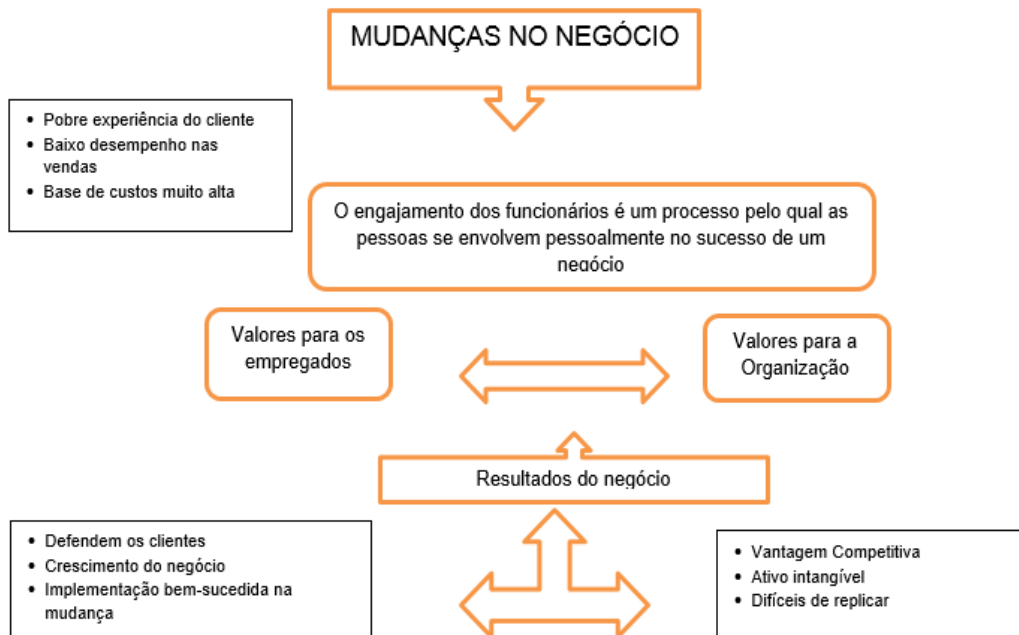 MUDANÇAS NO NEGÓCIO
• Pobre experiência do cliente
• Baixo desempenho nas
vendas
• Base de custos muito alta
O engajamento dos funcionários é um processo pelo qual as
pessoas se envolvem pessoalmente no sucesso de um
negócio
Valores para os
empregados
Valores para a
Organização
Resultados do negócio
• Defendem os clientes
• Crescimento do negócio
• Implementação bem-sucedida na
mudança
• Vantagem Competitiva
• Ativo intangível
• Difíceis de replicar